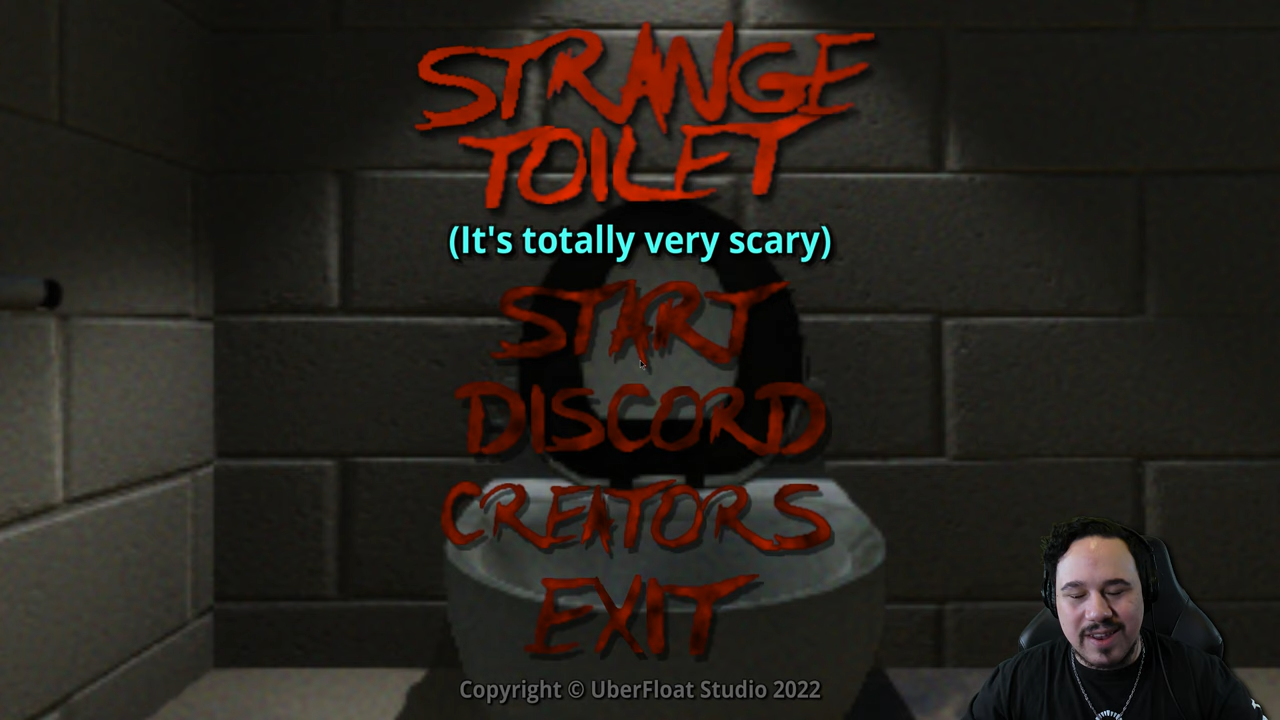 STRANGE
TOILET
(It's totally very scary)
START
DISCORD
CREATORS
EXIT
Copyright © UberFloat Studio 2022